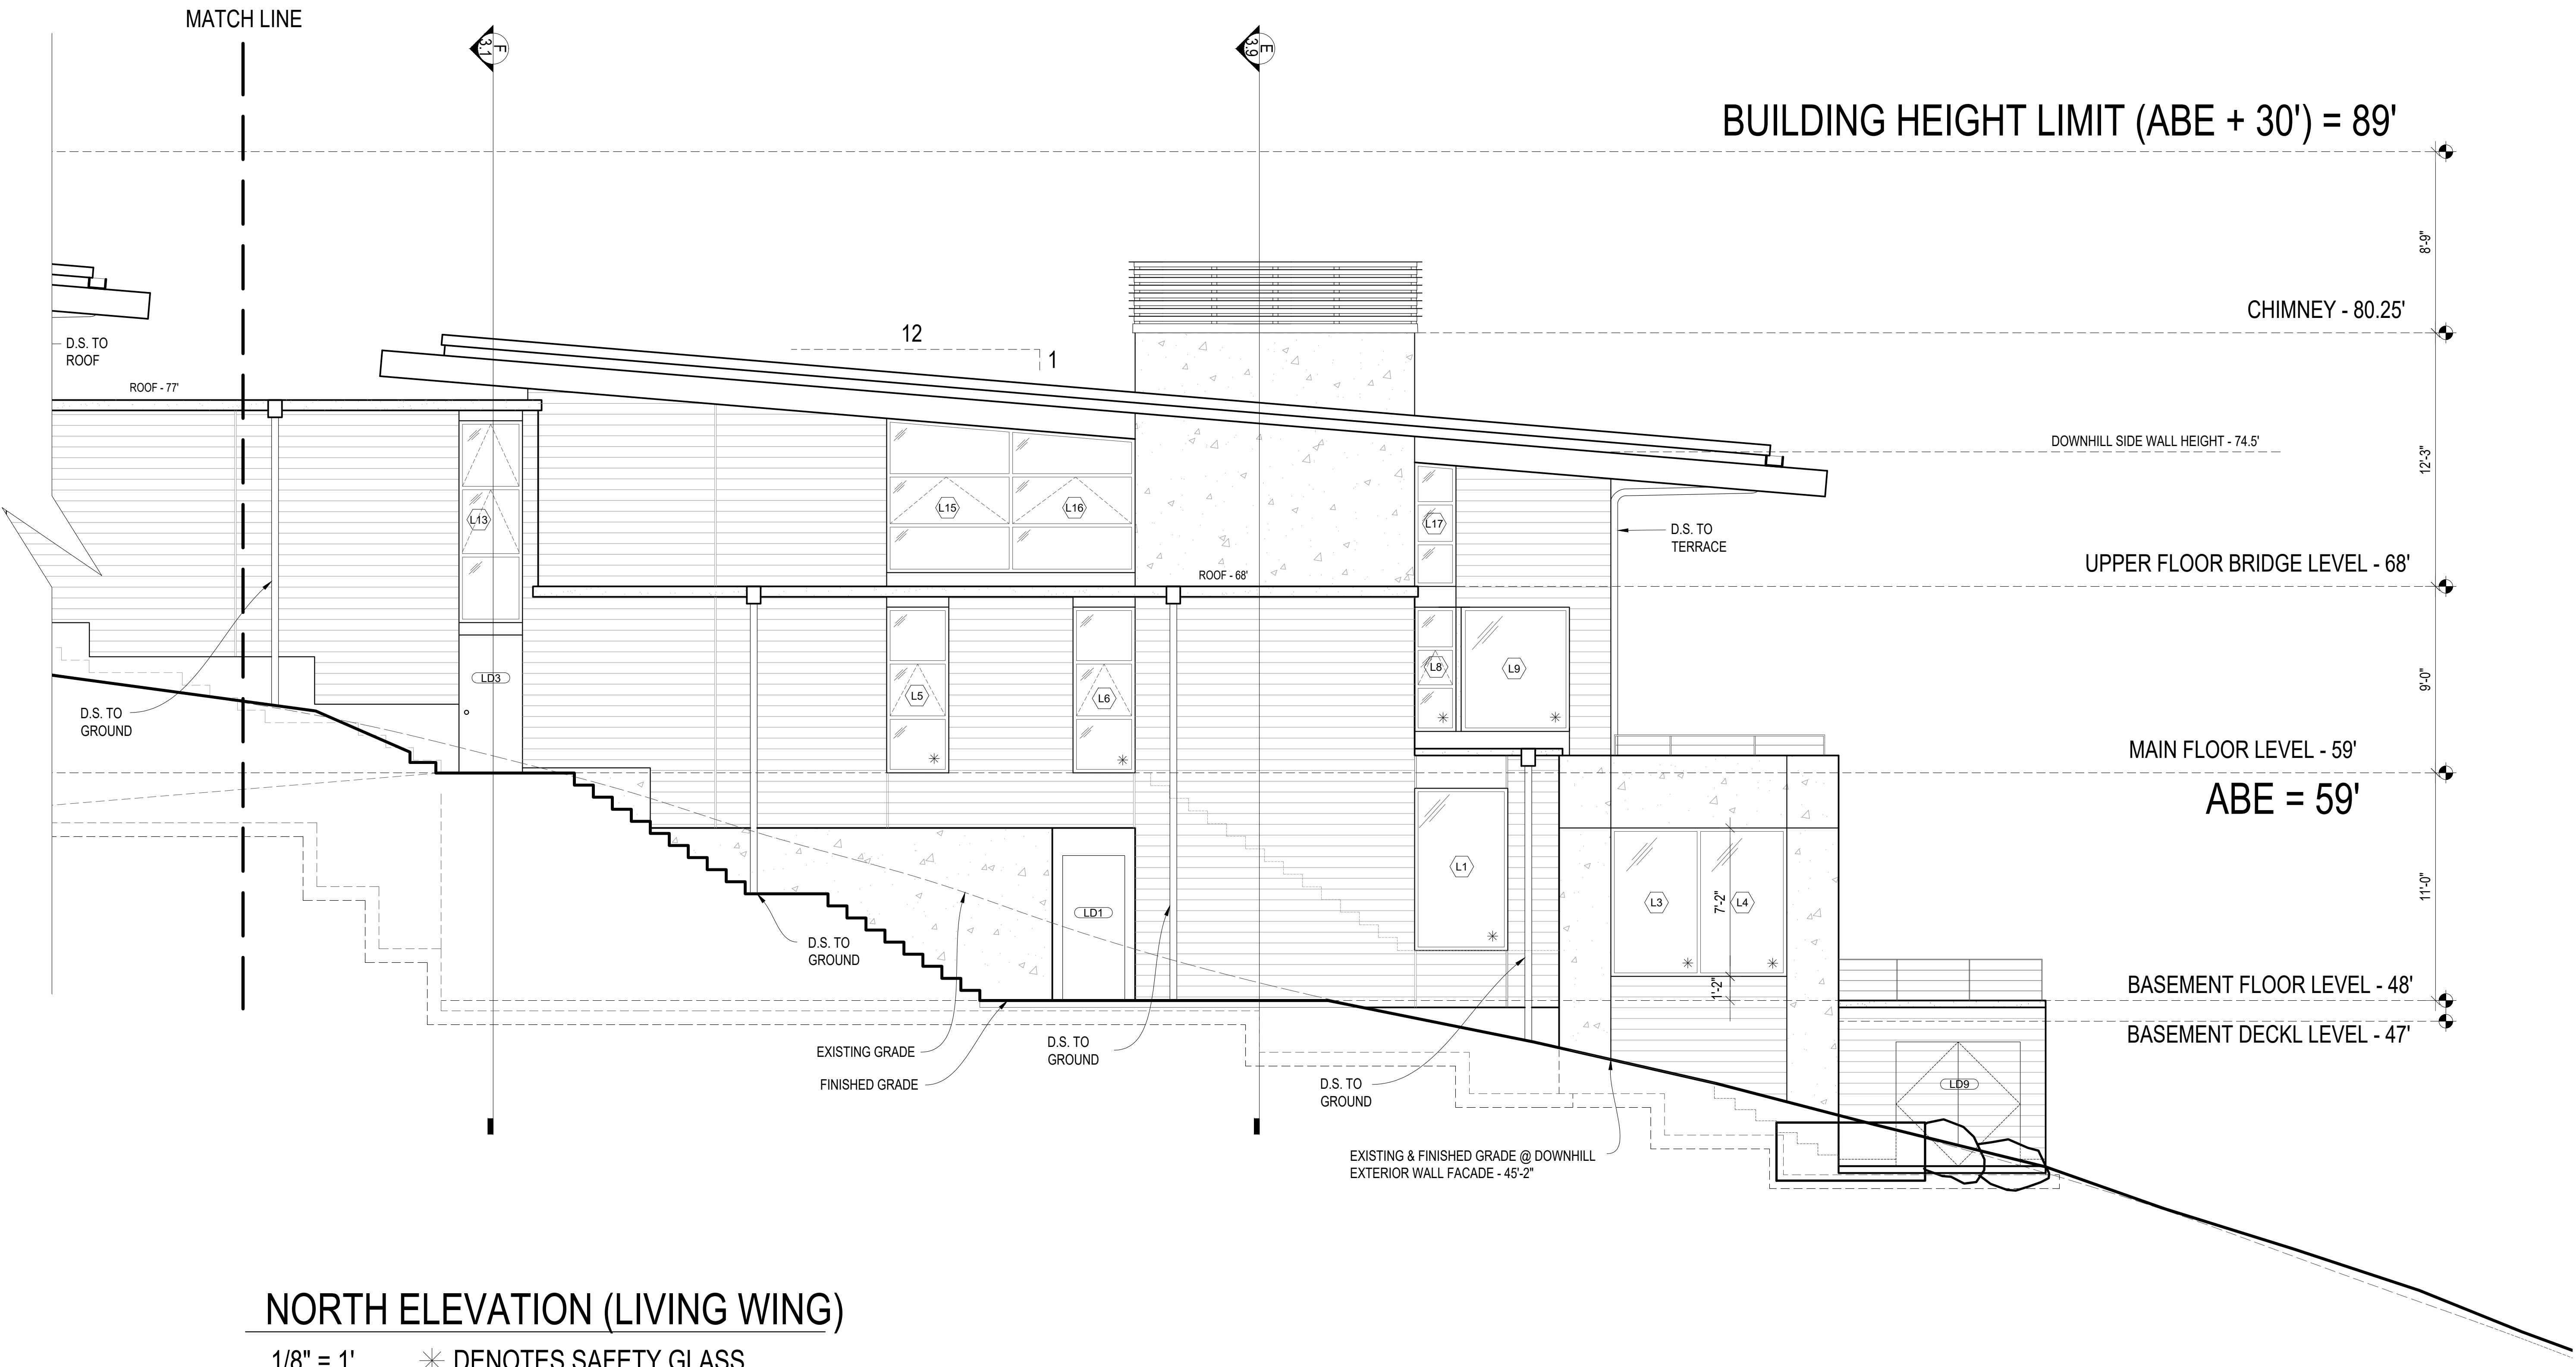 MATCH LINE
F
3.1
E
3.9
BUILDING HEIGHT LIMIT (ABE + 30') = 89'
8'-9"
CHIMNEY - 80.25'
12
1
D.S. TO
ROOF
ROOF - 77'
DOWNHILL SIDE WALL HEIGHT - 74.5'
12'-3"
L13
L15
L16
L17
D.S. TO
TERRACE
UPPER FLOOR BRIDGE LEVEL - 68'
ROOF - 68'
LD3
L5
L6
L8
L9
9'-0"
D.S. TO
GROUND
MAIN FLOOR LEVEL - 59'
ABE = 59'
L1
L3
7'-2"
L4
11'-0"
LD1
D.S. TO
GROUND
1'-2"
BASEMENT FLOOR LEVEL - 48'
BASEMENT DECKL LEVEL - 47'
EXISTING GRADE
FINISHED GRADE
D.S. TO
GROUND
D.S. TO
GROUND
LD9
EXISTING & FINISHED GRADE @ DOWNHILL
EXTERIOR WALL FACADE - 45'-2"
NORTH ELEVATION (LIVING WING)
1/8" = 1' DENOTES SAFETY GLASS